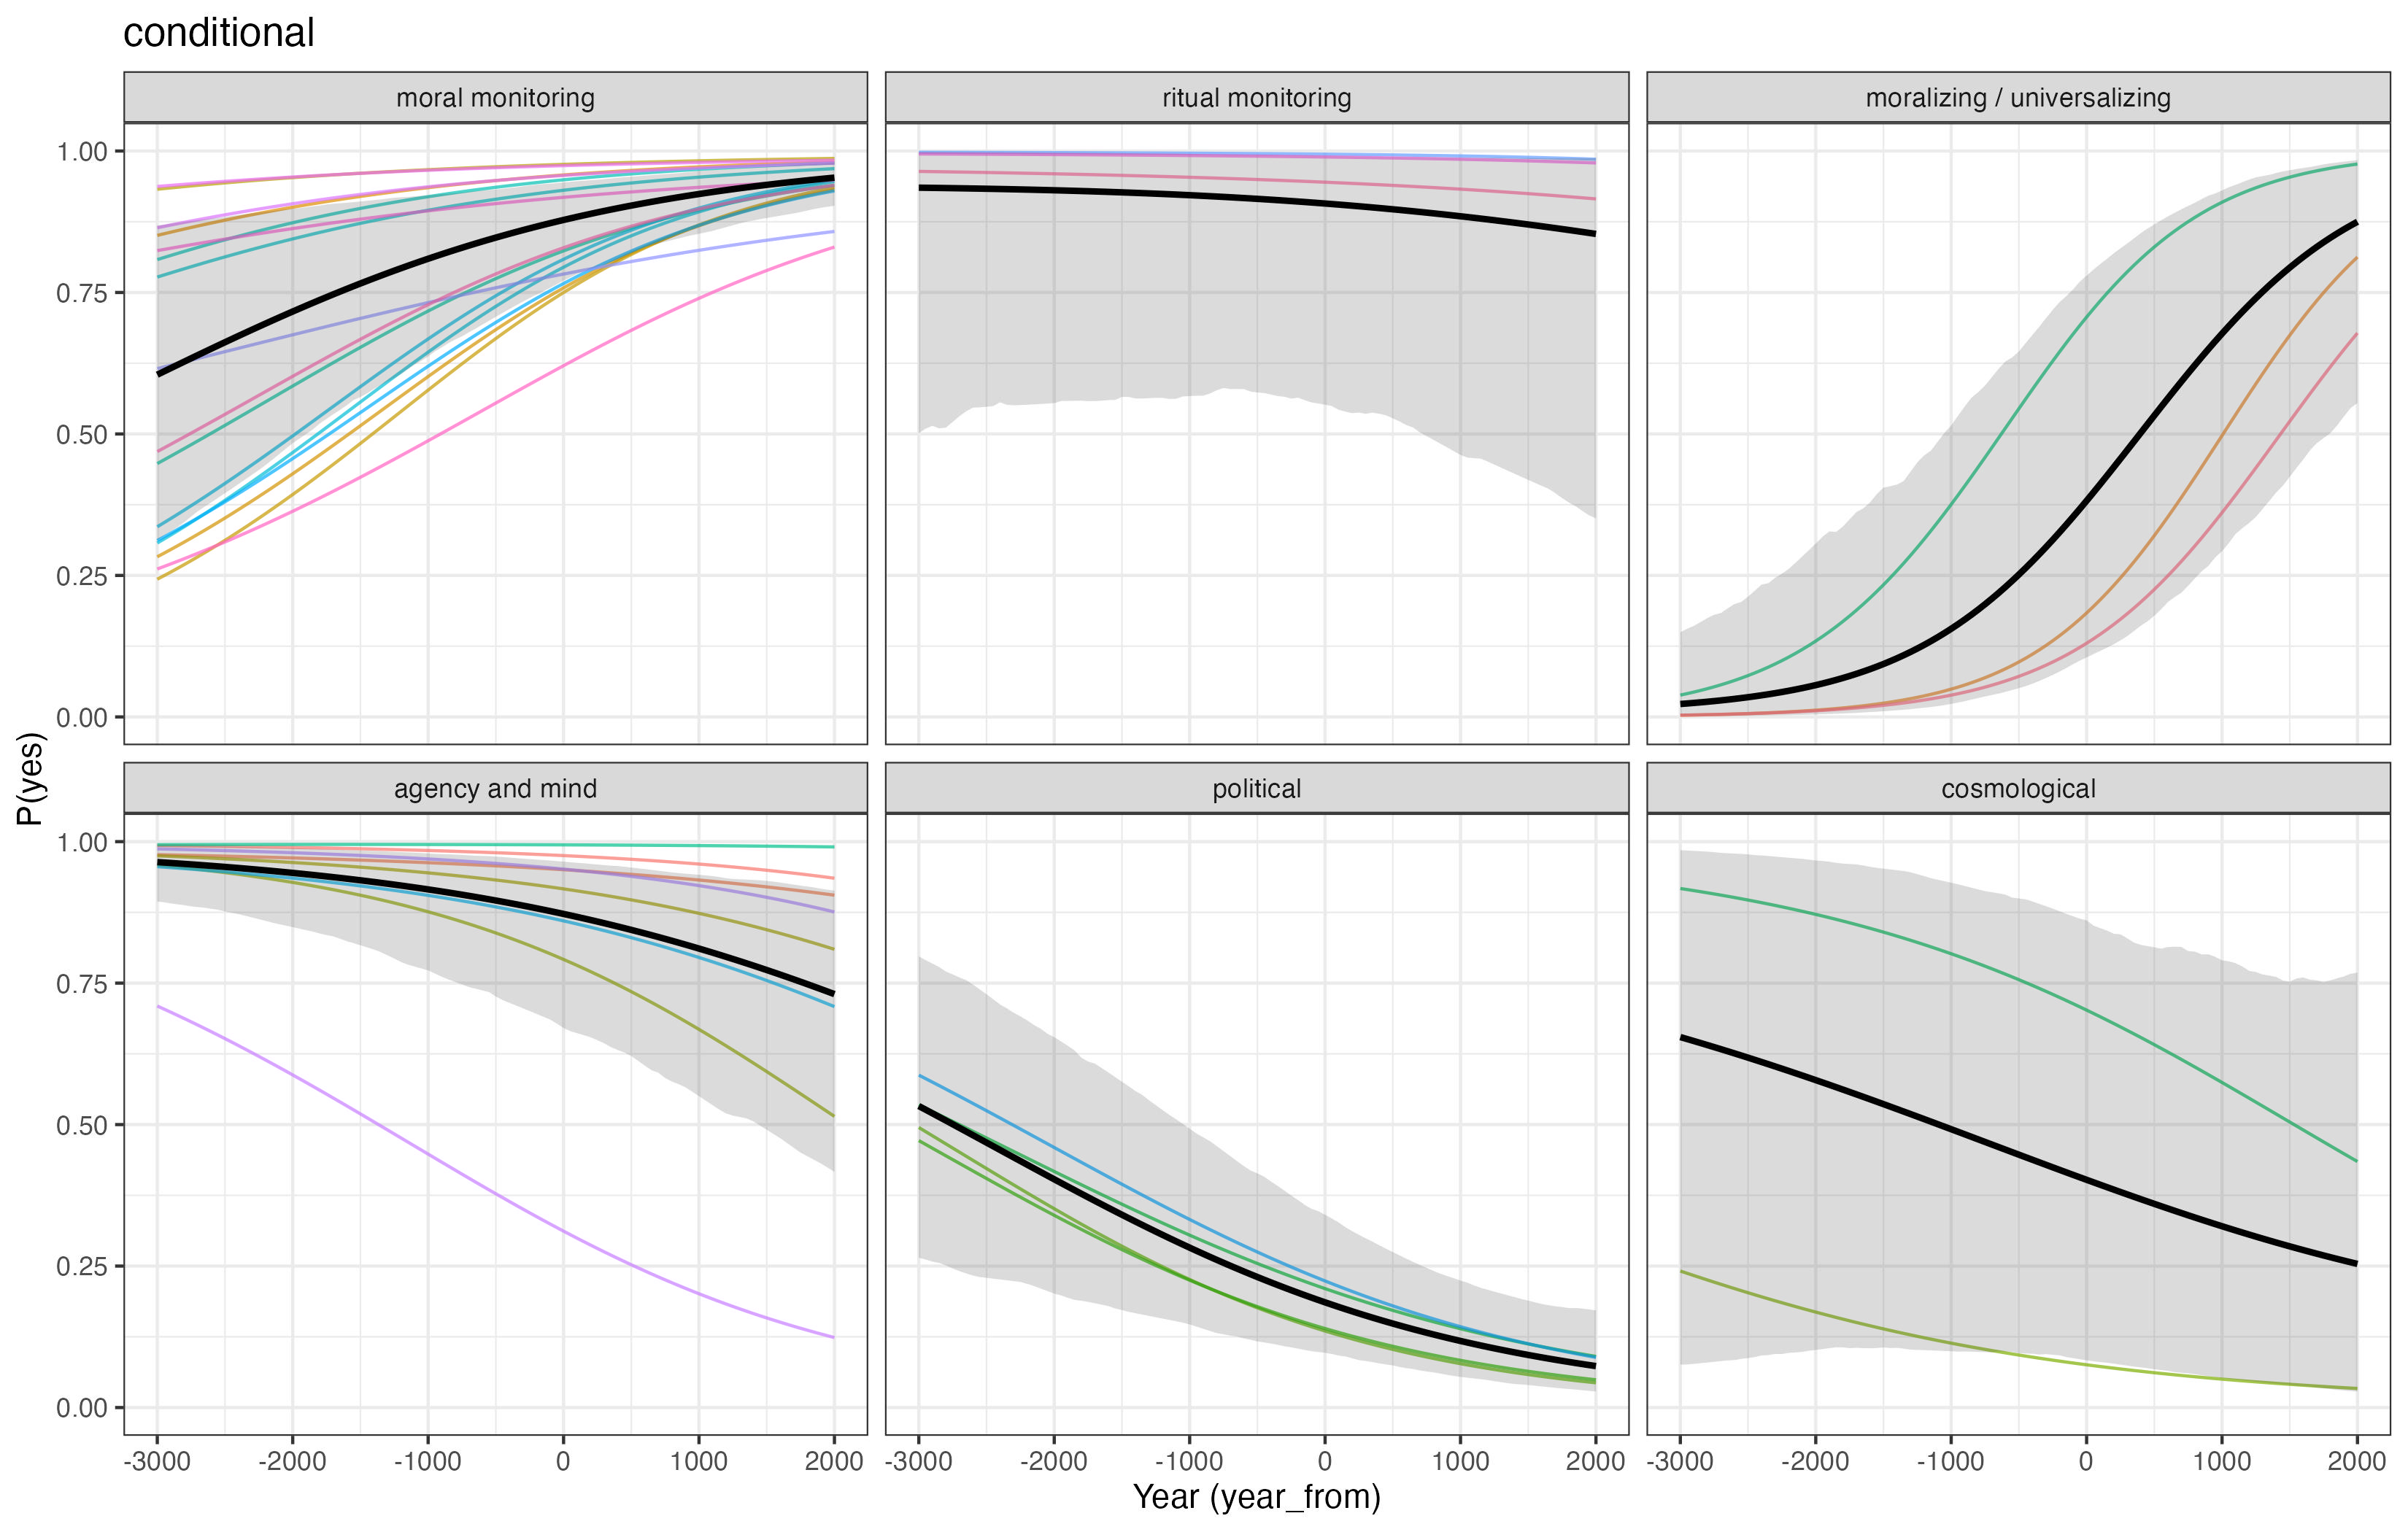 conditional
moral monitoring
ritual monitoring
moralizing / universalizing
1.00
0.75
0.50
0.25
0.00
agency and mind
political
cosmological
1.00
0.75
0.50
0.25
0.00
P(yes)
-3000 -2000 -1000 0 1000 2000
-3000 -2000 -1000 0 1000 2000
-3000 -2000 -1000 0 1000 2000
Year (year_from)